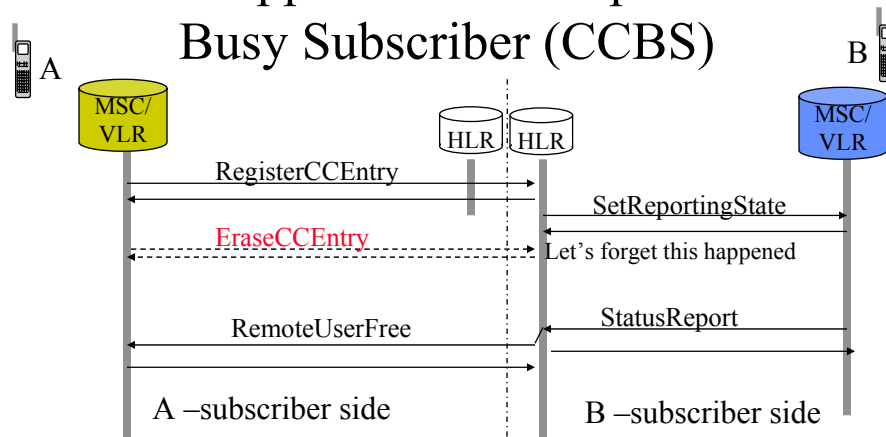 Busy Subscriber (CCBS)
A
B
MSC/
VLR
HLR
HLR
MSC/
VLR
RegisterCCEntry
SetReportingState
EraseCCEntry
Let's forget this happened
StatusReport
RemoteUserFree
A –subscriber side
B –subscriber side